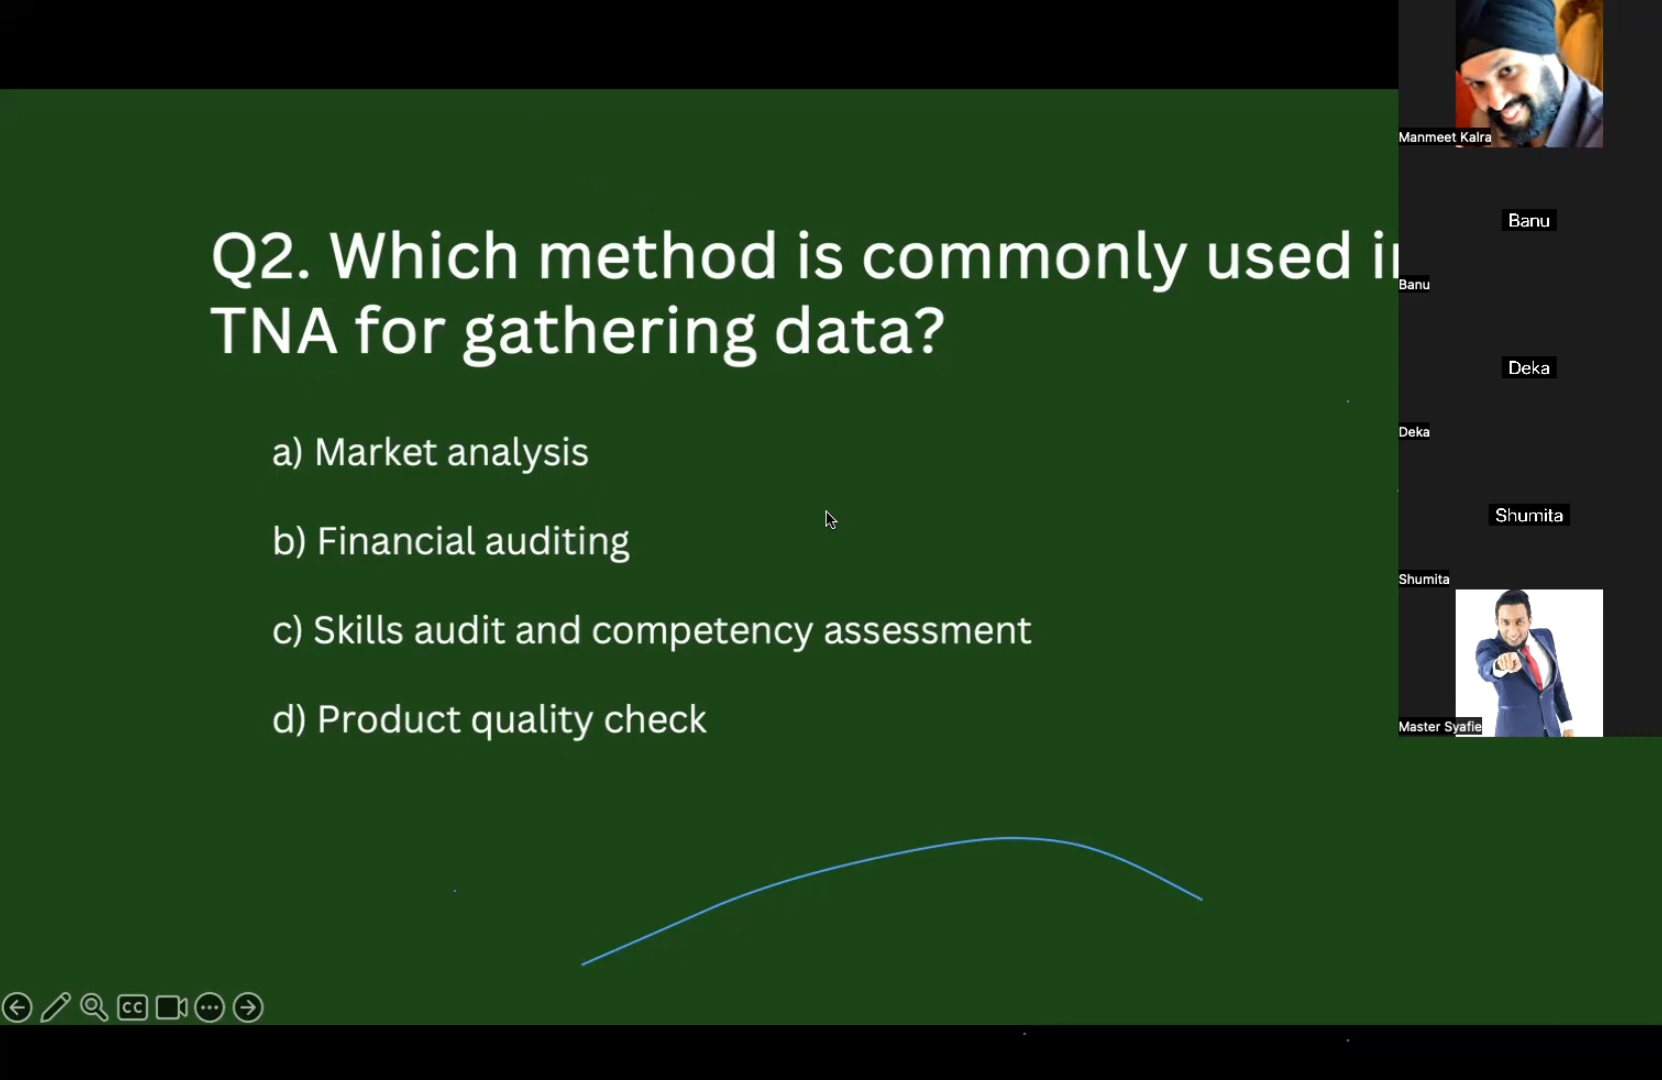 Q2. Which method is commonly used
TNA for gathering data?
a) Market analysis
b) Financial auditing
c) Skills audit and competency assessment
d) Product quality check
CC
Manmeet Kalra
Banu
Banu
Deka
Deka
Shumita
Shumita
Master Syafie